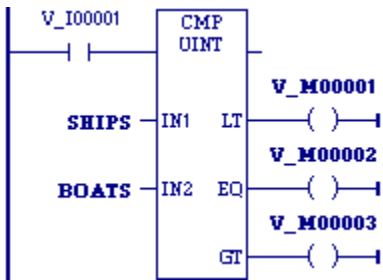 V_I00001
CMP
UINT
V_M00001
SHIPS IN1 LT
V_M00002
BOATS IN2 EQ
V_M00003
GT